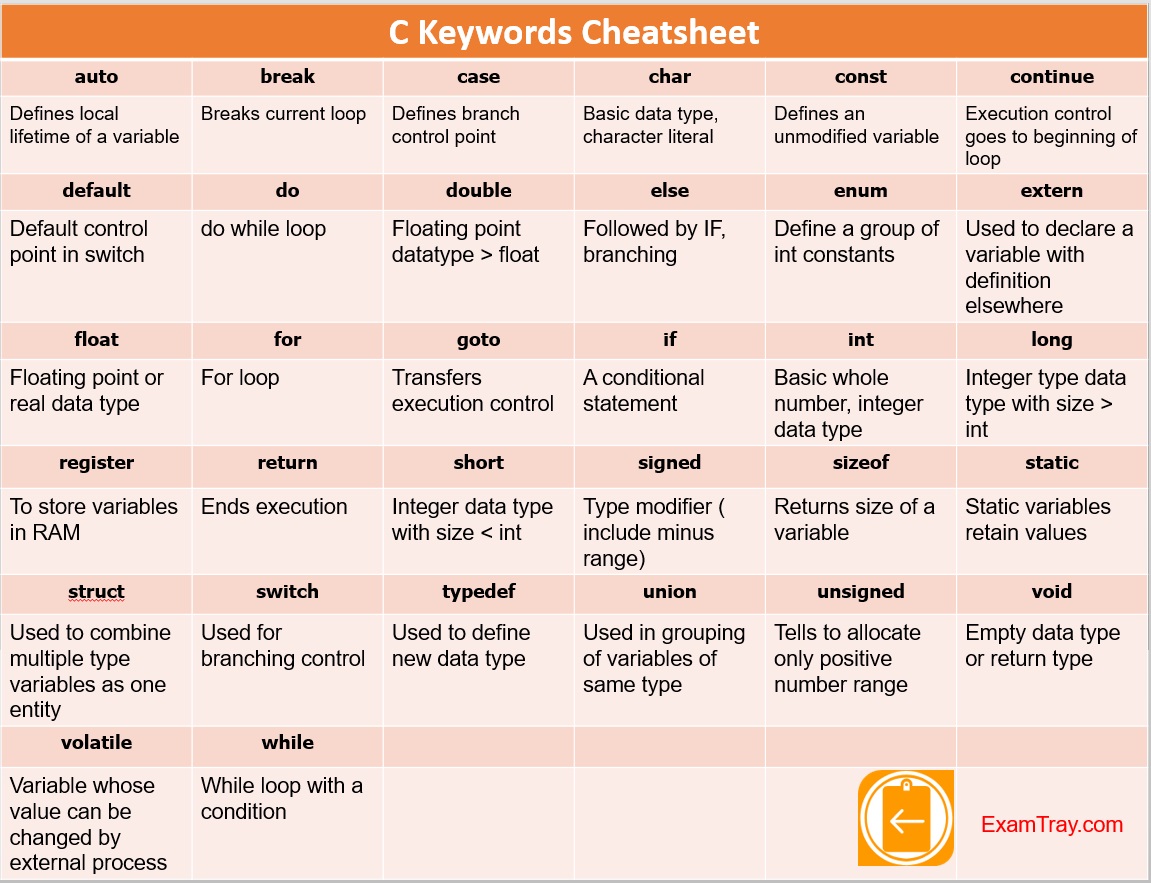 C Keywords Cheatsheet
auto
break
case
char
const
continue
Defines local
lifetime of a variable
Breaks current loop
Defines branch
control point
Basic data type,
character literal
Defines an
unmodified variable
Execution control
goes to beginning of
loop
default
do
double
else
enum
extern
Default control
point in switch
do while loop
Floating point
datatype > float
Followed by IF,
branching
Define a group of
int constants
Used to declare a
variable with
definition
elsewhere
float
for
goto
if
int
long
Floating point or
real data type
For loop
Transfers
execution control
A conditional
statement
Basic whole
number, integer
data type
Integer type data
type with size >
int
register
return
short
signed
sizeof
static
To store variables
in RAM
Ends execution
Integer data type
with size < int
Type modifier (
include minus
range)
Returns size of a
variable
Static variables
retain values
struct
switch
typedef
union
unsigned
void
Used to combine
multiple type
variables as one
entity
Used for
branching control
Used to define
new data type
Used in grouping
of variables of
same type
Tells to allocate
only positive
number range
Empty data type
or return type
volatile
while
Variable whose
value can be
changed by
external process
While loop with a
condition
ExamTray.com